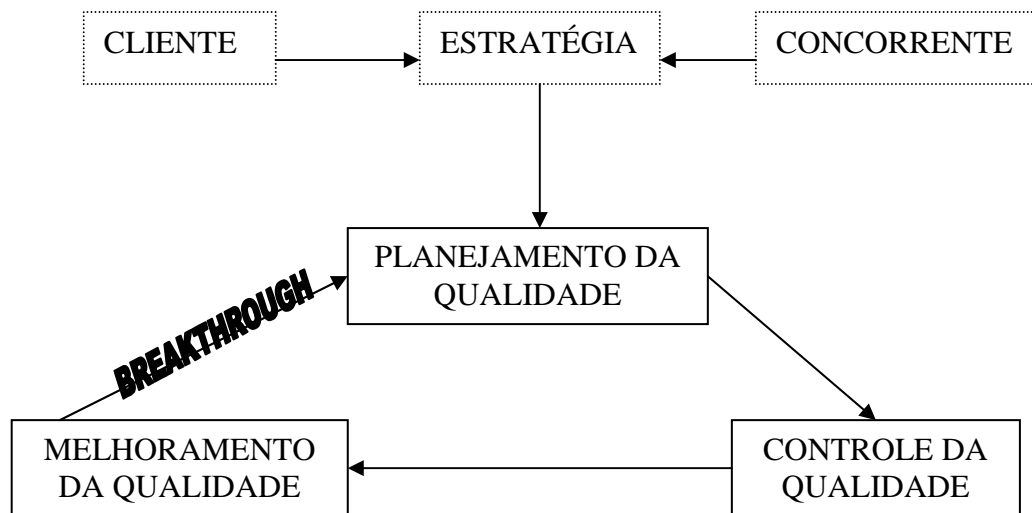 CLIENTE
ESTRATÉGIA
CONCORRENTE
PLANEJAMENTO DA
QUALIDADE
BREAKTHROUGH
MELHORAMENTO
DA QUALIDADE
CONTROLE DA
QUALIDADE